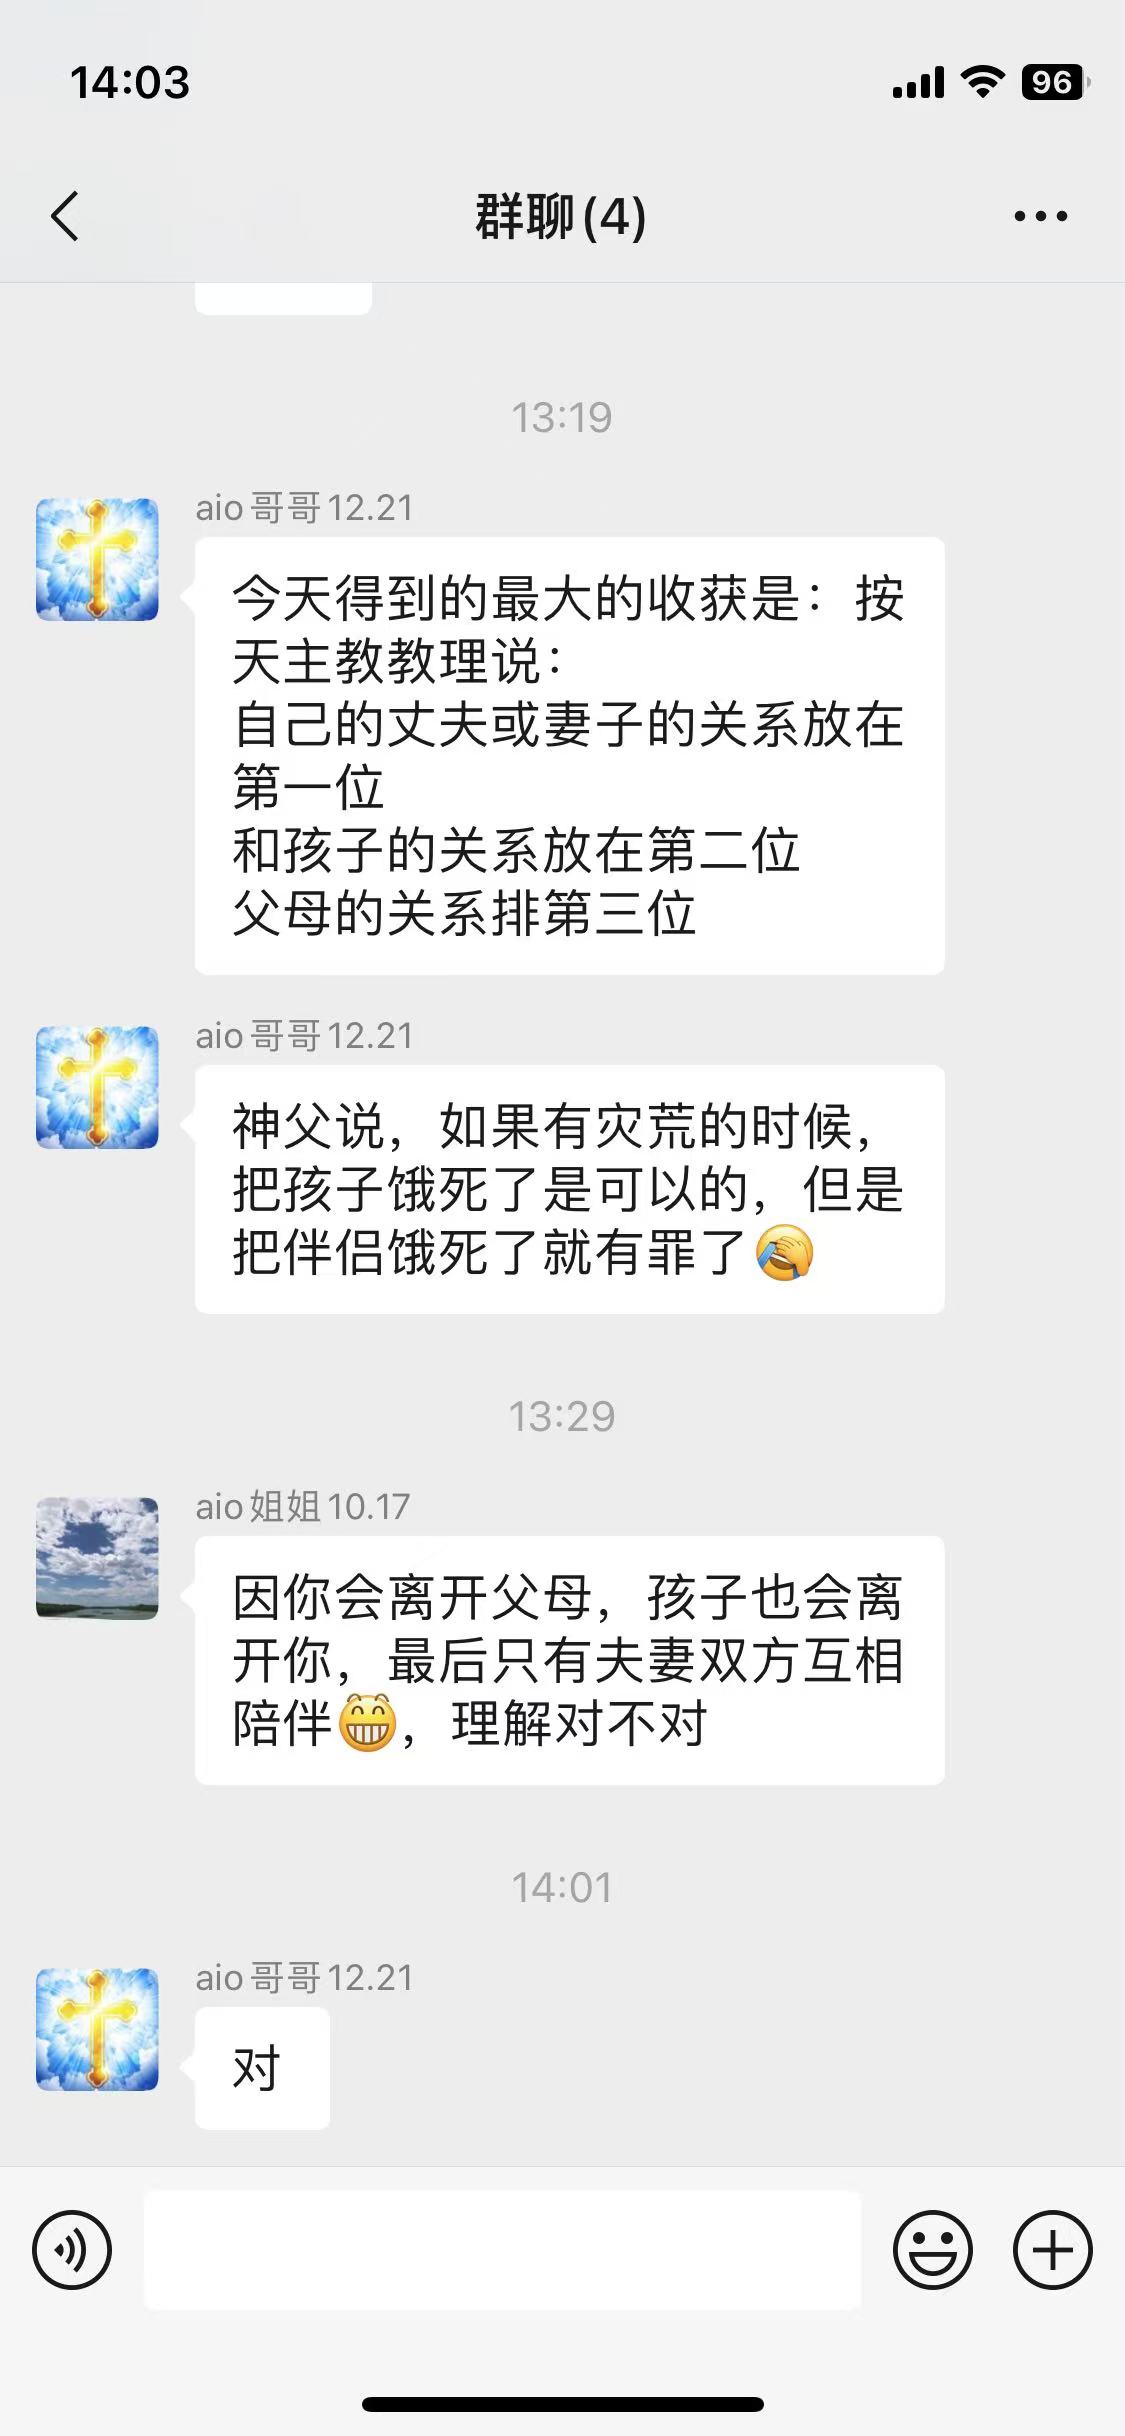 14:03
96
群聊(4)
13:19
aio哥哥12.21
今天得到的最大的收获是：按
天主教教理说：
自己的丈夫或妻子的关系放在
第一位
和孩子的关系放在第二位
父母的关系排第三位
aio哥哥12.21
神父说，如果有灾荒的时候，
把孩子饿死了是可以的，但是
把伴侣饿死了就有罪了🤦
13:29
aio姐姐10.17
因你会离开父母，孩子也会离
开你，最后只有夫妻双方互相
陪伴😁，理解对不对
14:01
aio哥哥12.21
对